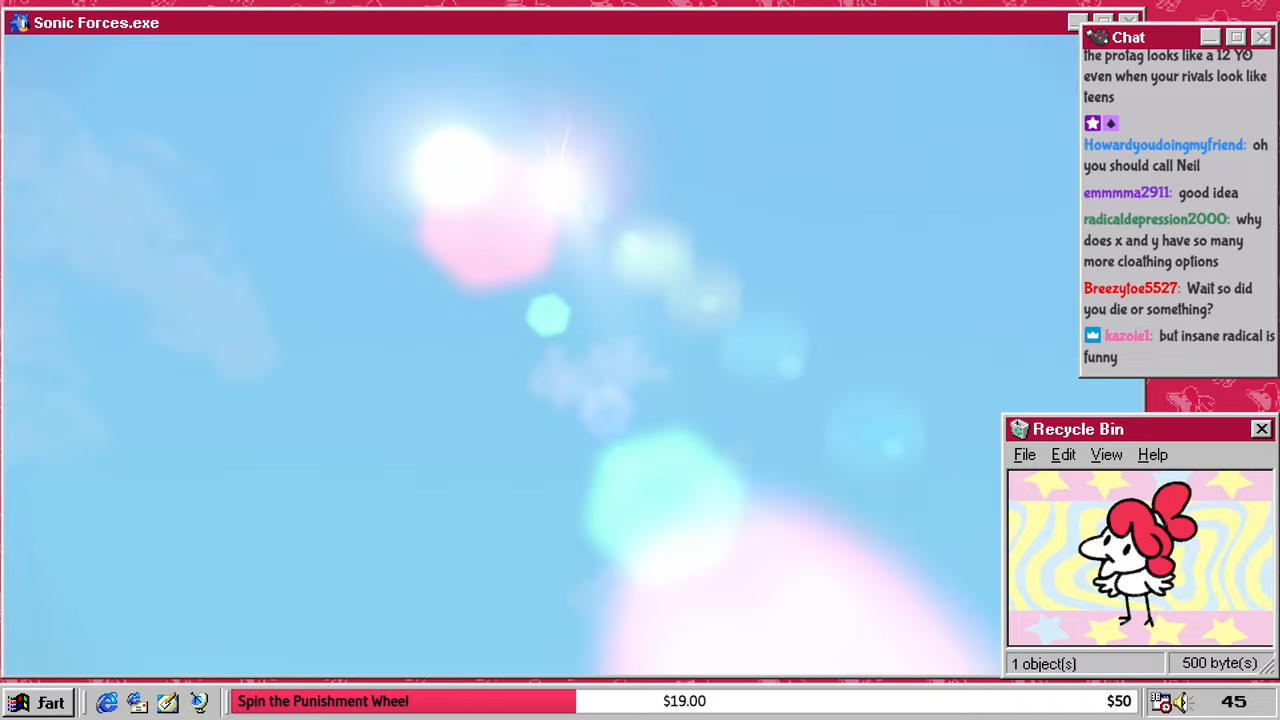 Sonic Forces.exe
Chat
the protag looks like a 12 YO
even when your rivals look like
teens
Howardyoudoingmyfriend: oh
you should call Neil
emmmma2911: good idea
radicaldepression2000: why
does x and y have so many
more cloathing options
Breezytoe5527: Wait so did
you die or something?
kazoie1: but insane radical is
funny
Recycle Bin
File Edit View Help
1 object(s) 500 byte(s)
fart Spin the Punishment Wheel $19.00 $50 45